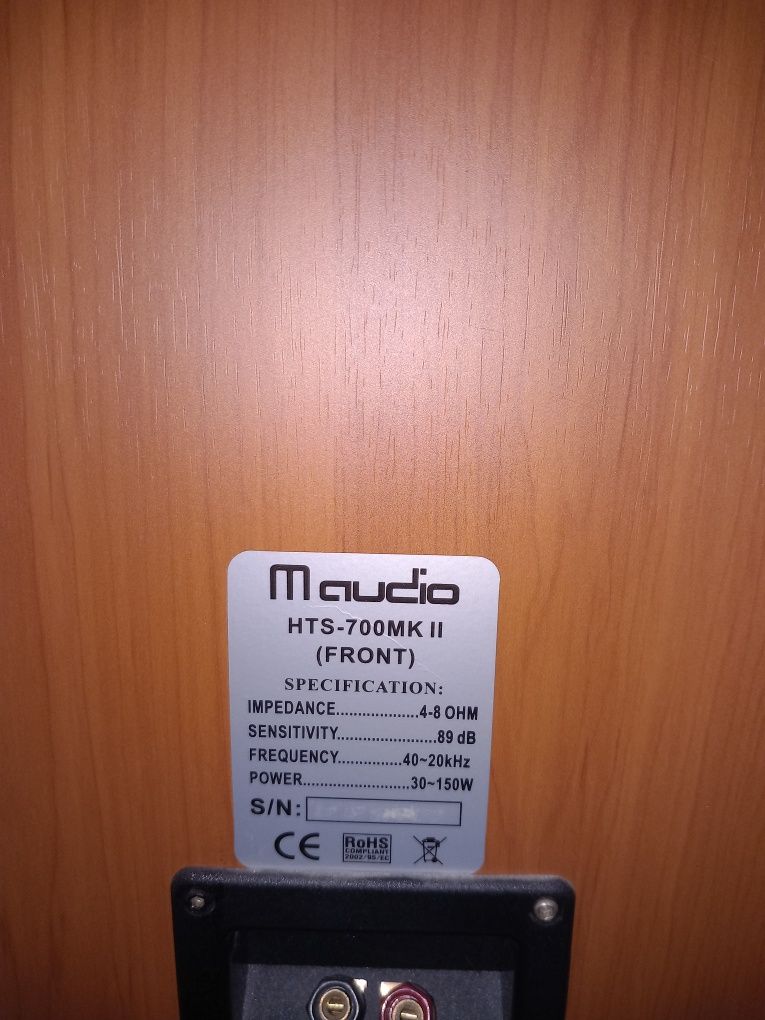 m audio
HTS-700MK II
(FRONT)
SPECIFICATION:
IMPEDANCE...................4-8 OHM
SENSITIVITY.......................89 dB
FREQUENCY...............40~20kHz
POWER.........................30~150W
S/N:
CE
RoHS
COMPLIANT
2002/95/EC